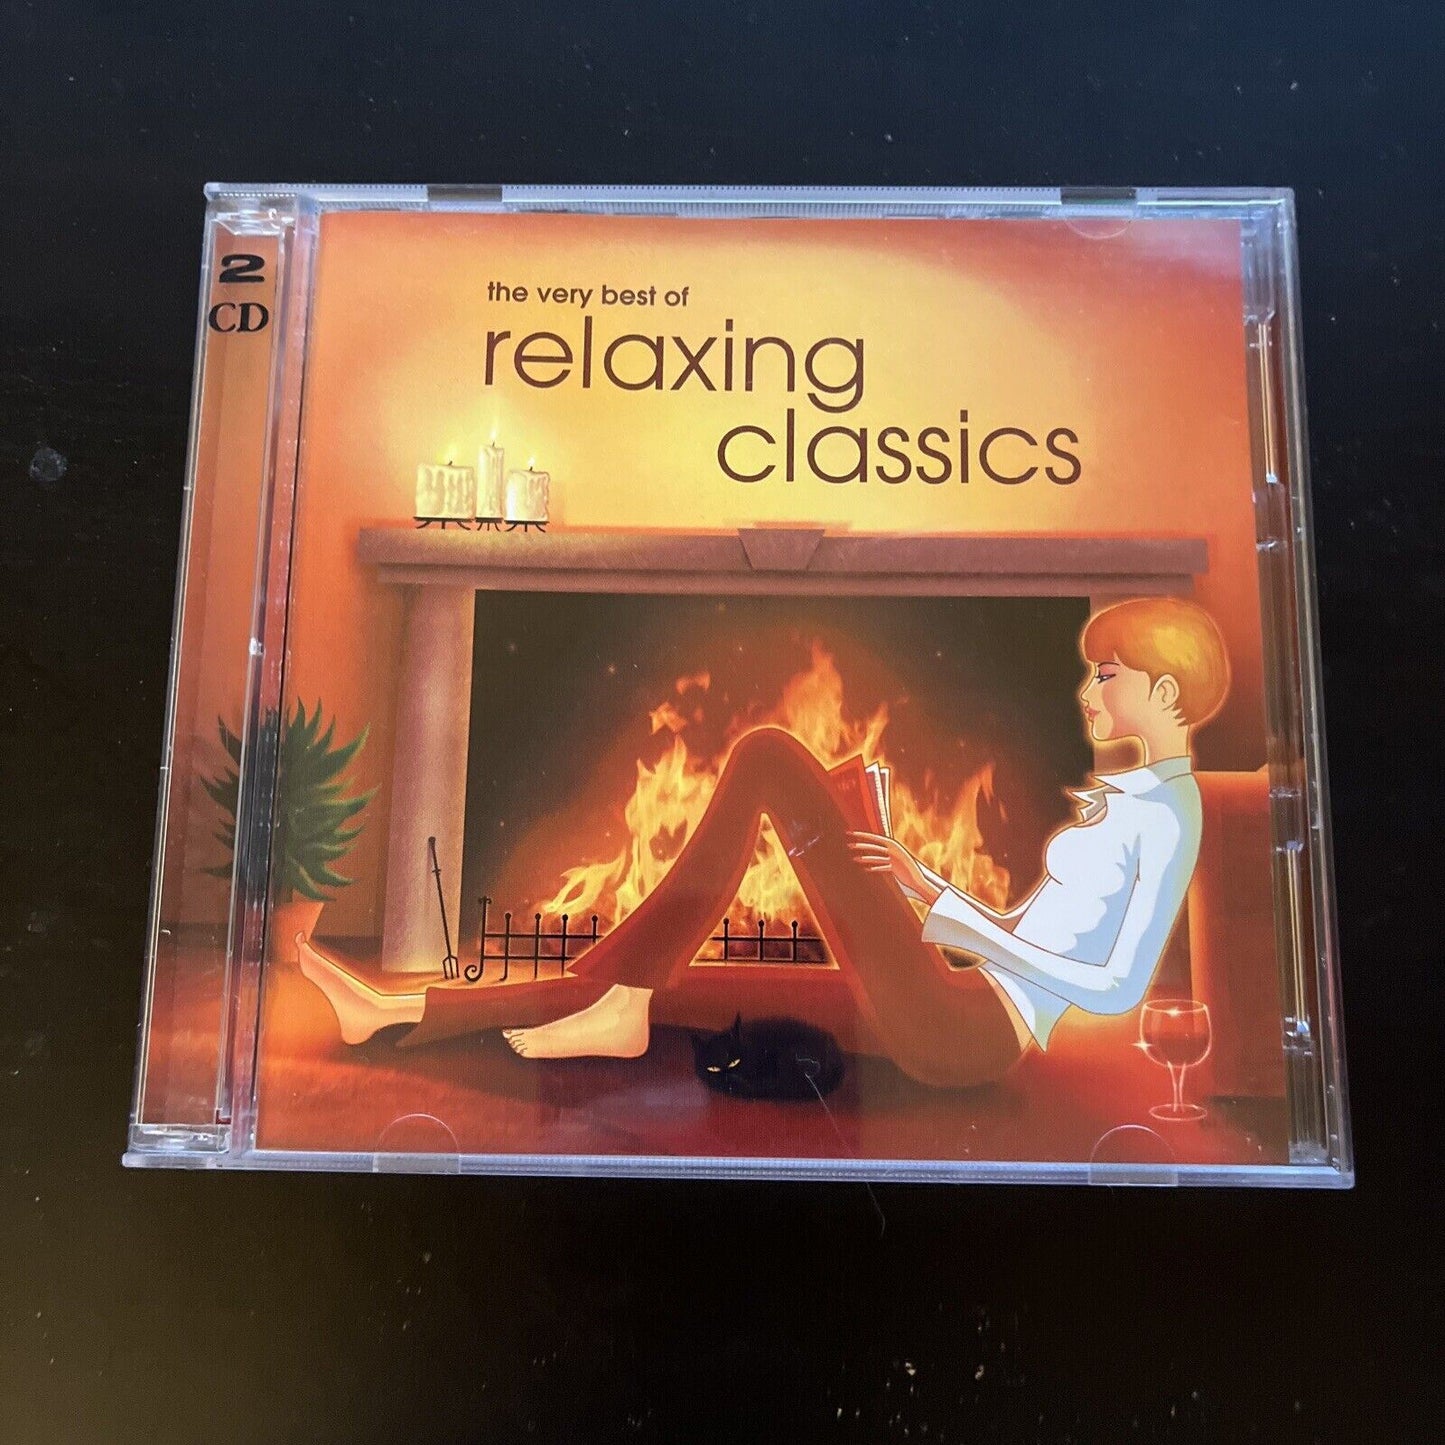 2
CD
the very best of
relaxing
classics